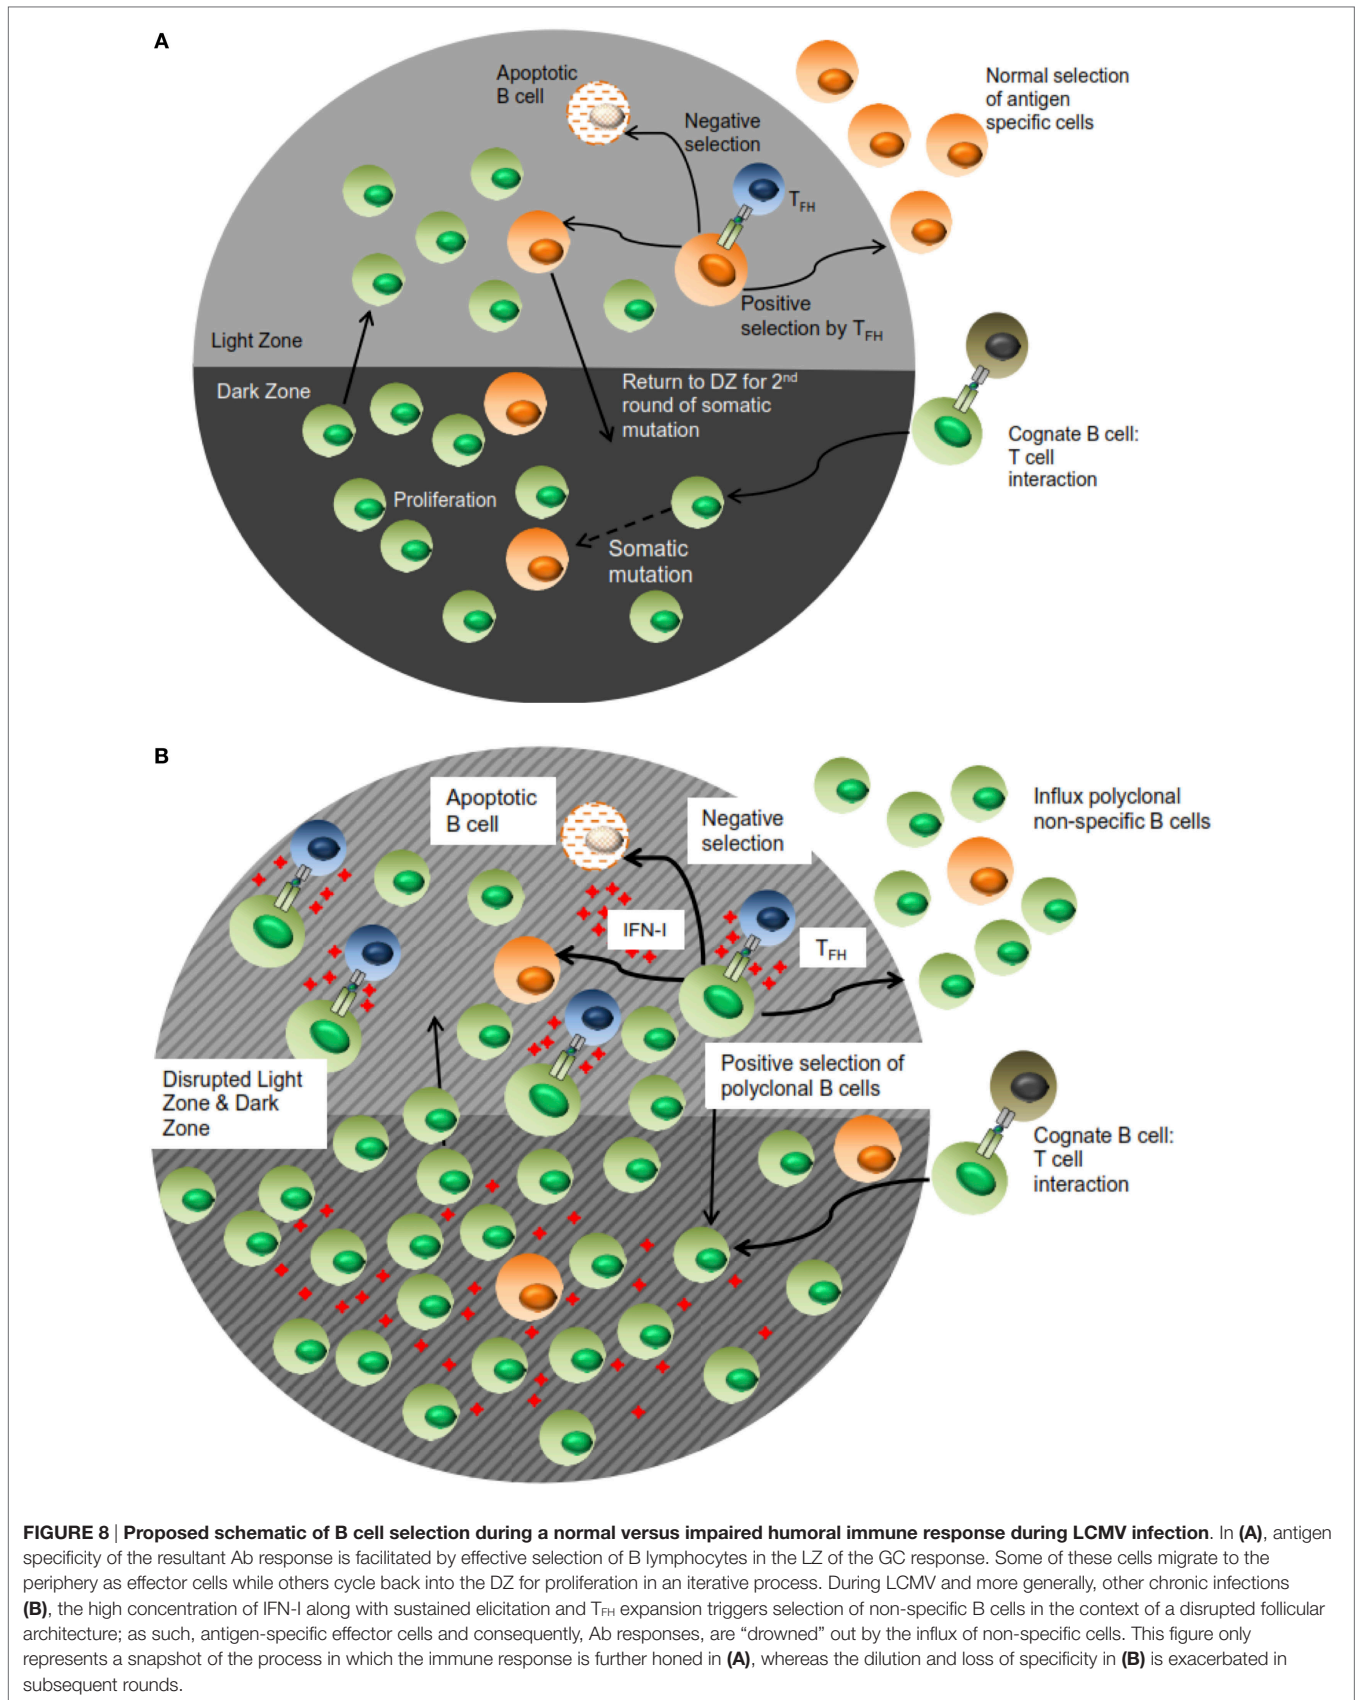 A
Apoptotic
B cell
Negative
selection
Normal selection
of antigen
specific cells
TFH
Positive
selection by TFH
Light Zone
Dark Zone
Return to DZ for 2nd
round of somatic
mutation
Cognate B cell:
T cell
interaction
Proliferation
Somatic
mutation
B
Apoptotic
B cell
Negative
selection
Influx polyclonal
non-specific B cells
IFN-I
TFH
Disrupted Light
Zone & Dark
Zone
Positive selection of
polyclonal B cells
Cognate B cell:
T cell
interaction
FIGURE 8 | Proposed schematic of B cell selection during a normal versus impaired humoral immune response during LCMV infection. In (A), antigen
specificity of the resultant Ab response is facilitated by effective selection of B lymphocytes in the LZ of the GC response. Some of these cells migrate to the
periphery as effector cells while others cycle back into the DZ for proliferation in an iterative process. During LCMV and more generally, other chronic infections
(B), the high concentration of IFN-I along with sustained elicitation and TFH expansion triggers selection of non-specific B cells in the context of a disrupted follicular
architecture; as such, antigen-specific effector cells and consequently, Ab responses, are “drowned” out by the influx of non-specific cells. This figure only
represents a snapshot of the process in which the immune response is further honed in (A), whereas the dilution and loss of specificity in (B) is exacerbated in
subsequent rounds.